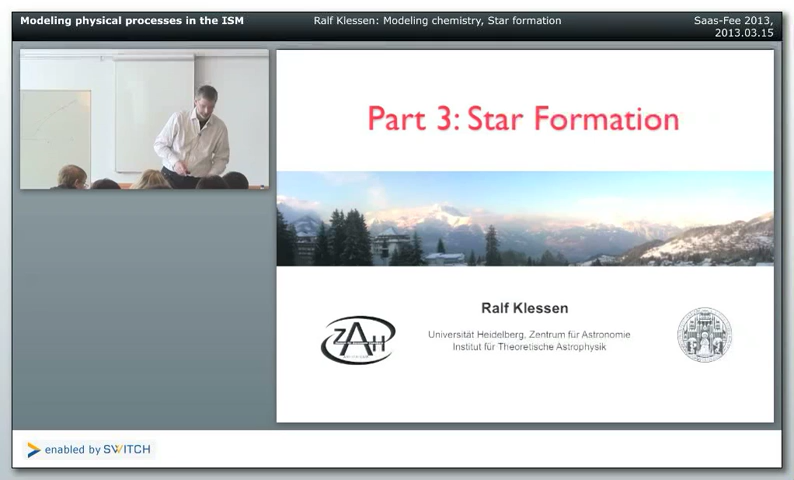 Modeling physical processes in the ISM
Ralf Klessen: Modeling chemistry, Star formation
Saas-Fee 2013,
2013.03.15
Part 3: Star Formation
Ralf Klessen
ZAH
Universität Heidelberg, Zentrum für Astronomie
Institut für Theoretische Astrophysik
enabled by SWITCH